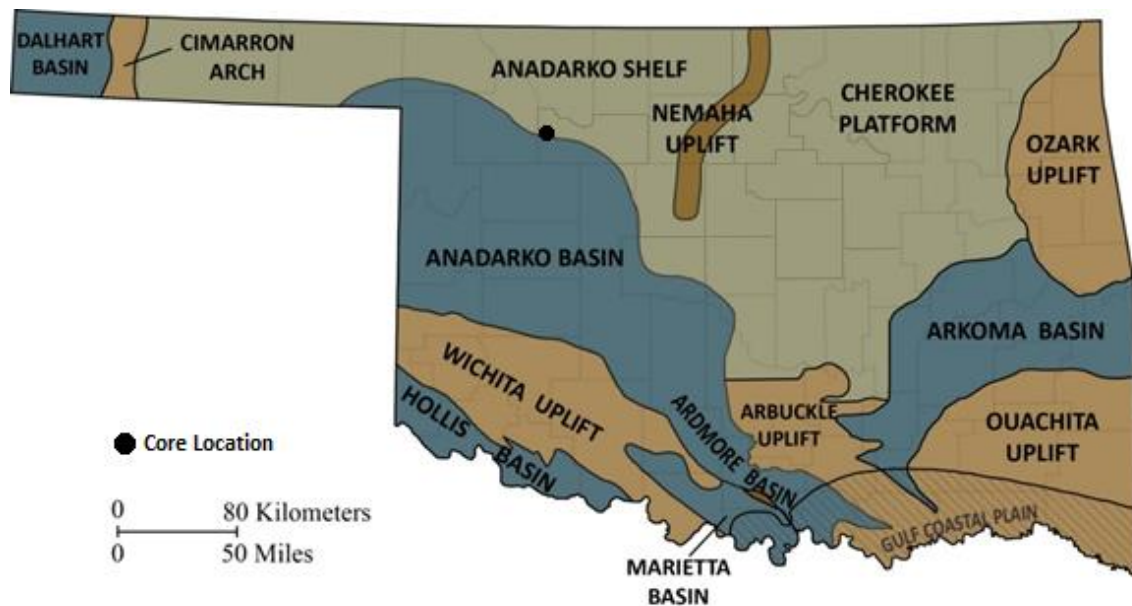 DALHART
BASIN
CIMARRON
ARCH
ANADARKO SHELF
NEMAHA
UPLIFT
CHEROKEE
PLATFORM
OZARK
UPLIFT
ANADARKO BASIN
ARKOMA BASIN
WICHITA UPLIFT
HOLLIS
BASIN
ARDMORE BASIN
ARBUCKLE
UPLIFT
OUACHITA
UPLIFT
GULF COASTAL PLAIN
MARIETTA
BASIN
Core Location
0 80 Kilometers
0 50 Miles